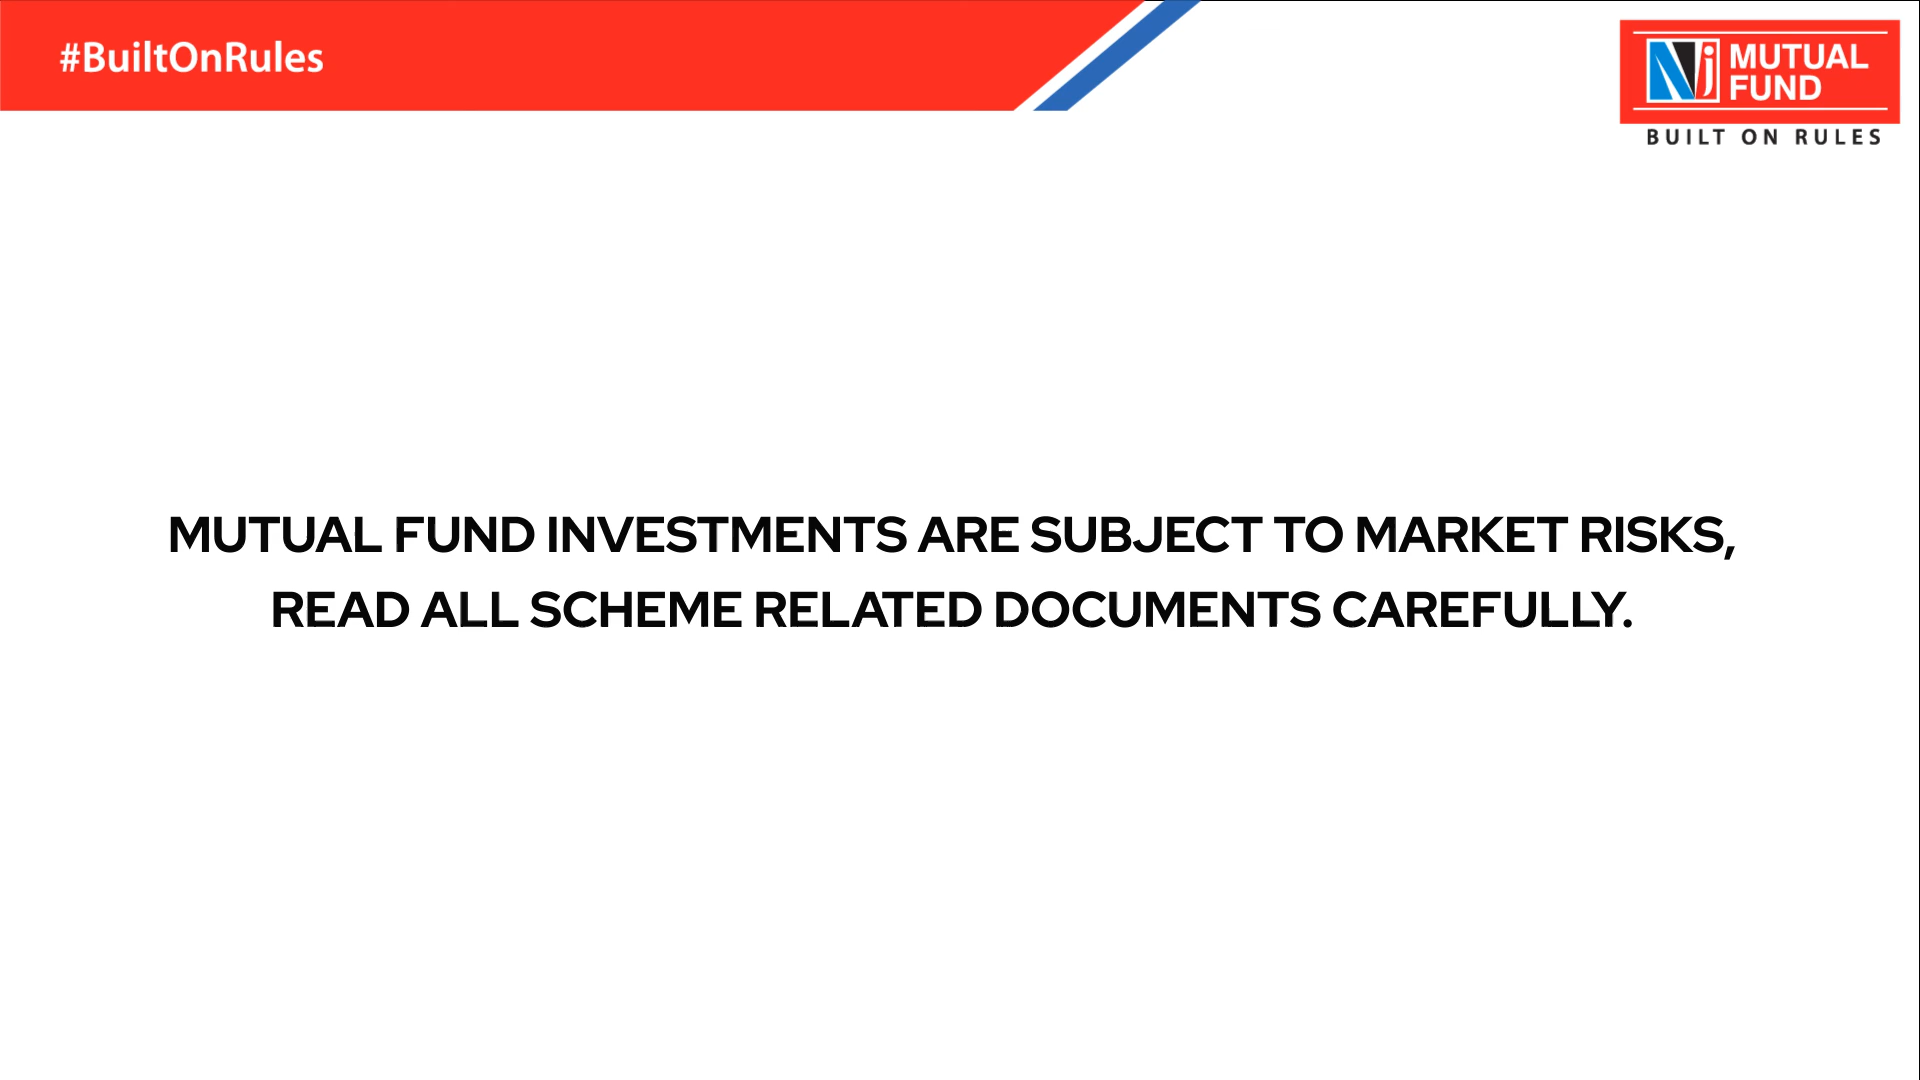 #BuiltOnRules
Nj MUTUAL
FUND
BUILT ON RULES
MUTUAL FUND INVESTMENTS ARE SUBJECT TO MARKET RISKS,
READ ALL SCHEME RELATED DOCUMENTS CAREFULLY.